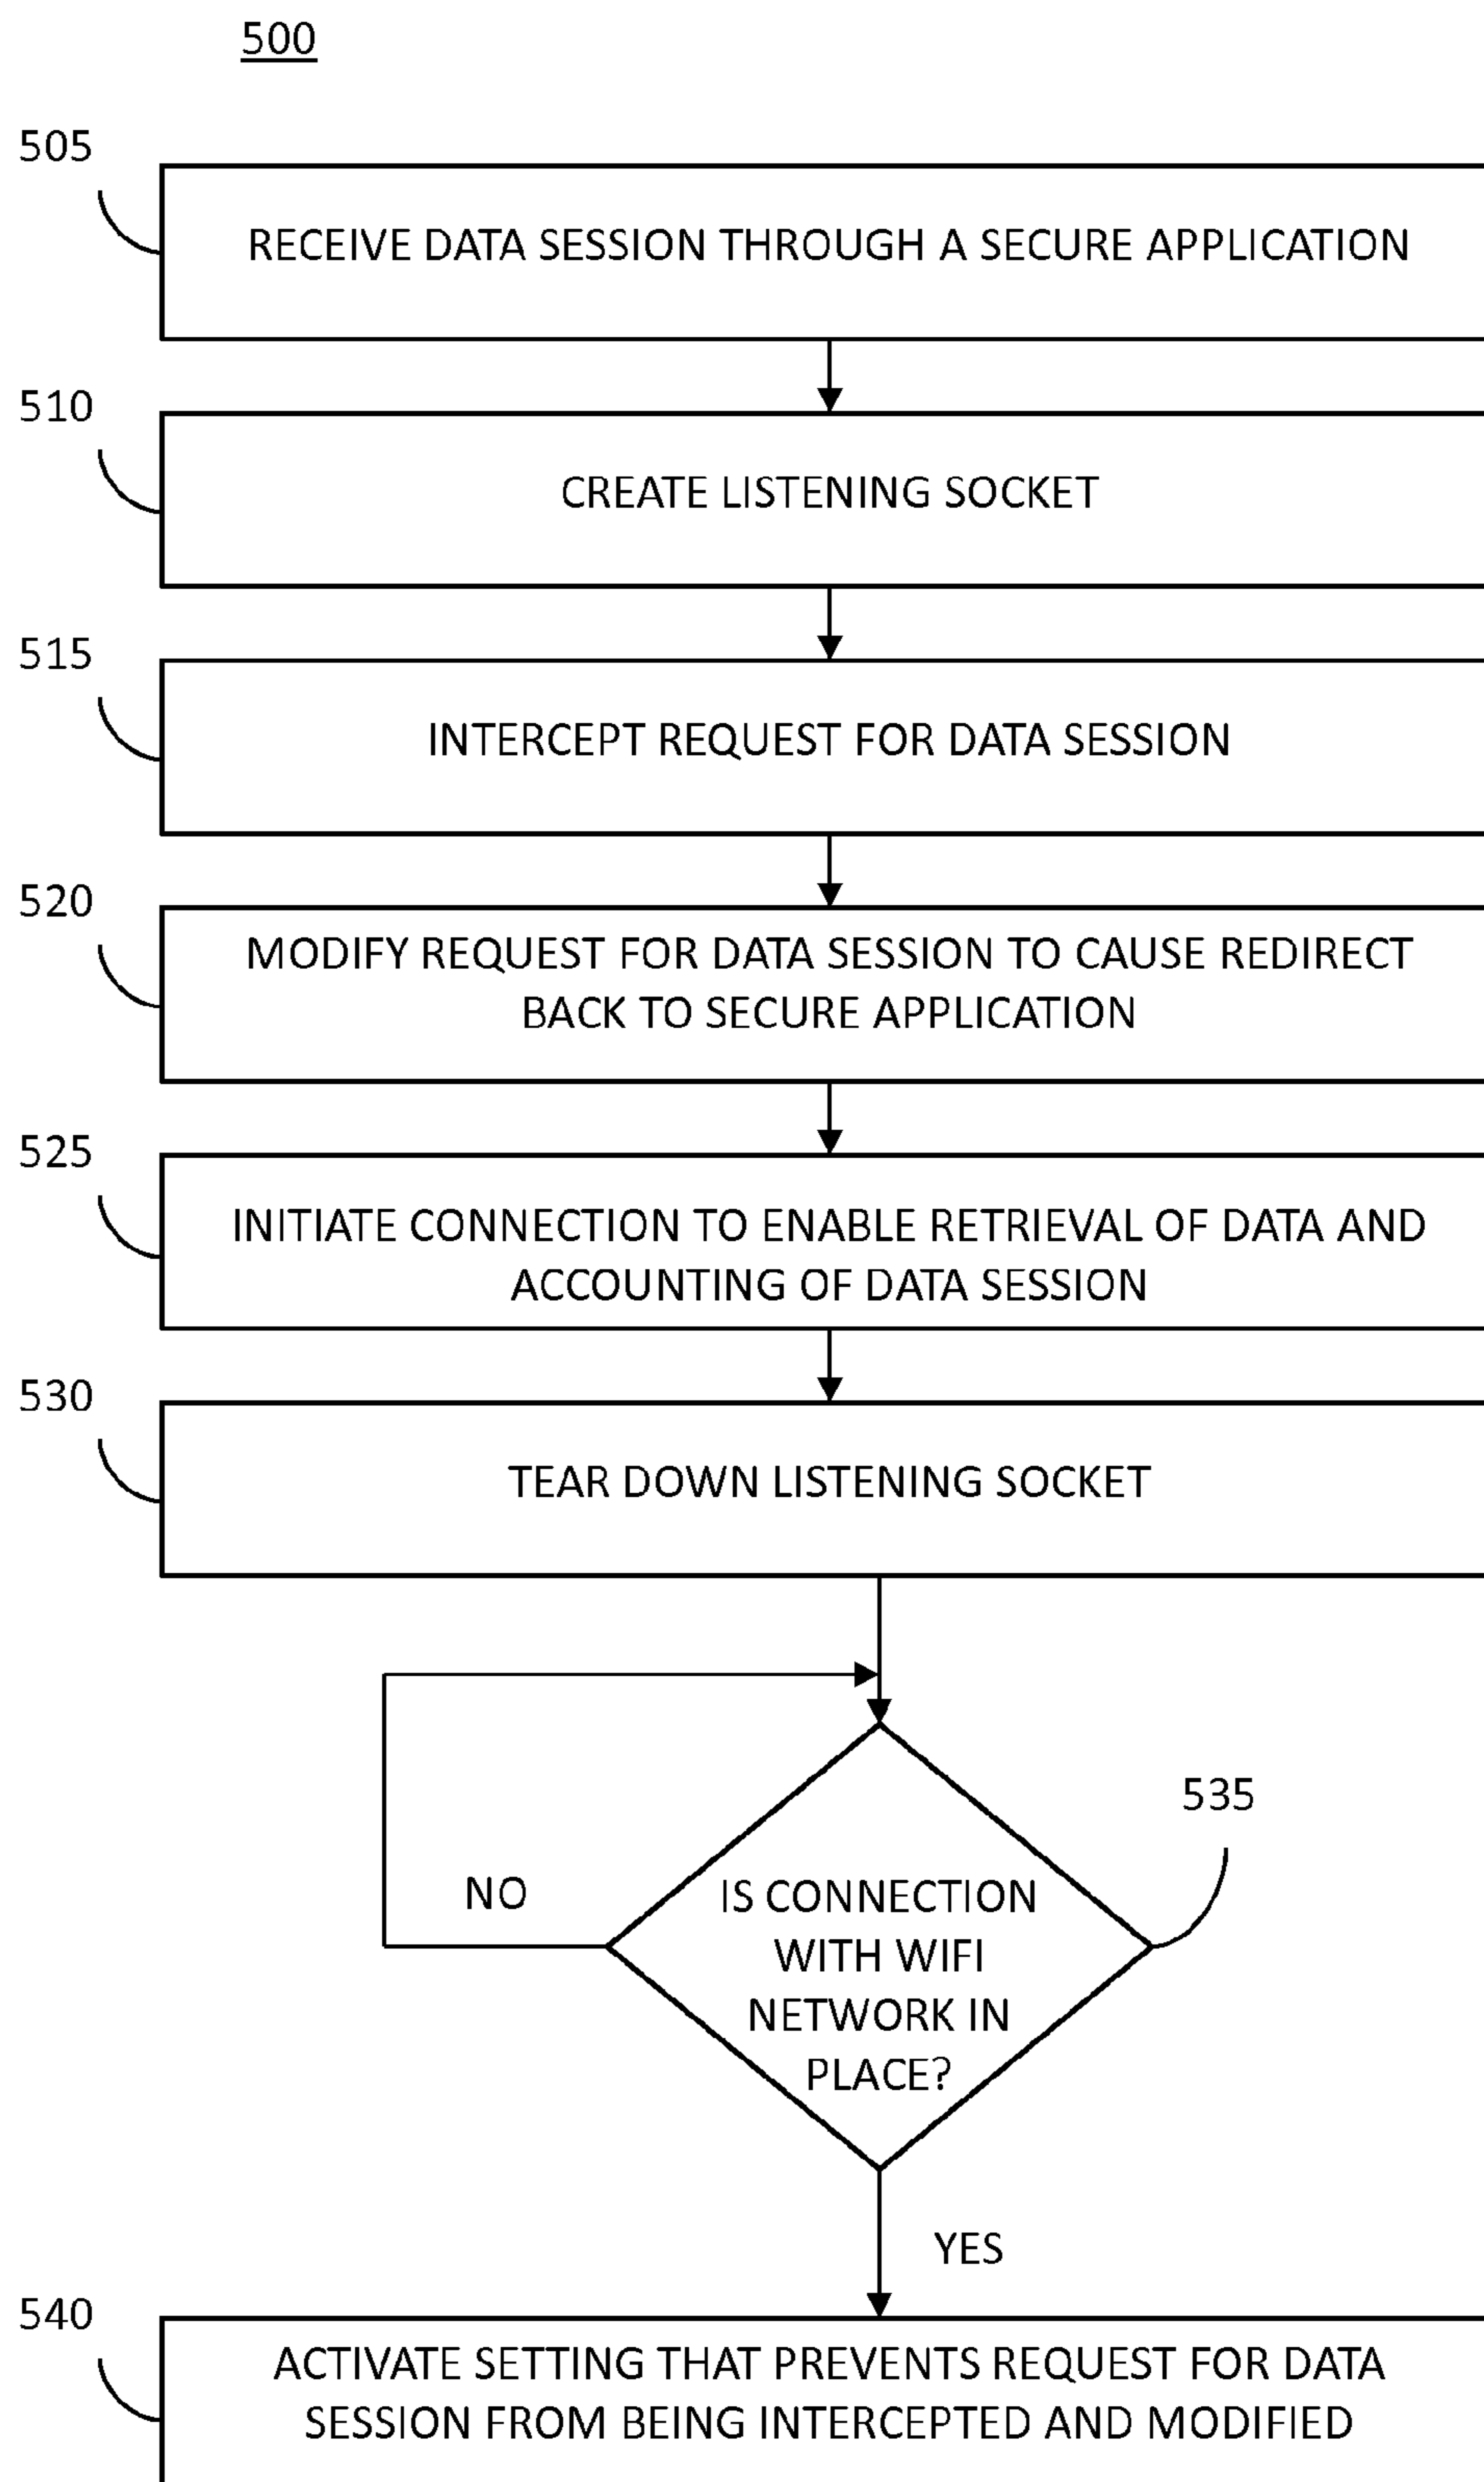 500
505
RECEIVE DATA SESSION THROUGH A SECURE APPLICATION
510
CREATE LISTENING SOCKET
515
INTERCEPT REQUEST FOR DATA SESSION
520
MODIFY REQUEST FOR DATA SESSION TO CAUSE REDIRECT
BACK TO SECURE APPLICATION
525
INITIATE CONNECTION TO ENABLE RETRIEVAL OF DATA AND
ACCOUNTING OF DATA SESSION
530
TEAR DOWN LISTENING SOCKET
535
NO
IS CONNECTION
WITH WIFI
NETWORK IN
PLACE?
YES
540
ACTIVATE SETTING THAT PREVENTS REQUEST FOR DATA
SESSION FROM BEING INTERCEPTED AND MODIFIED